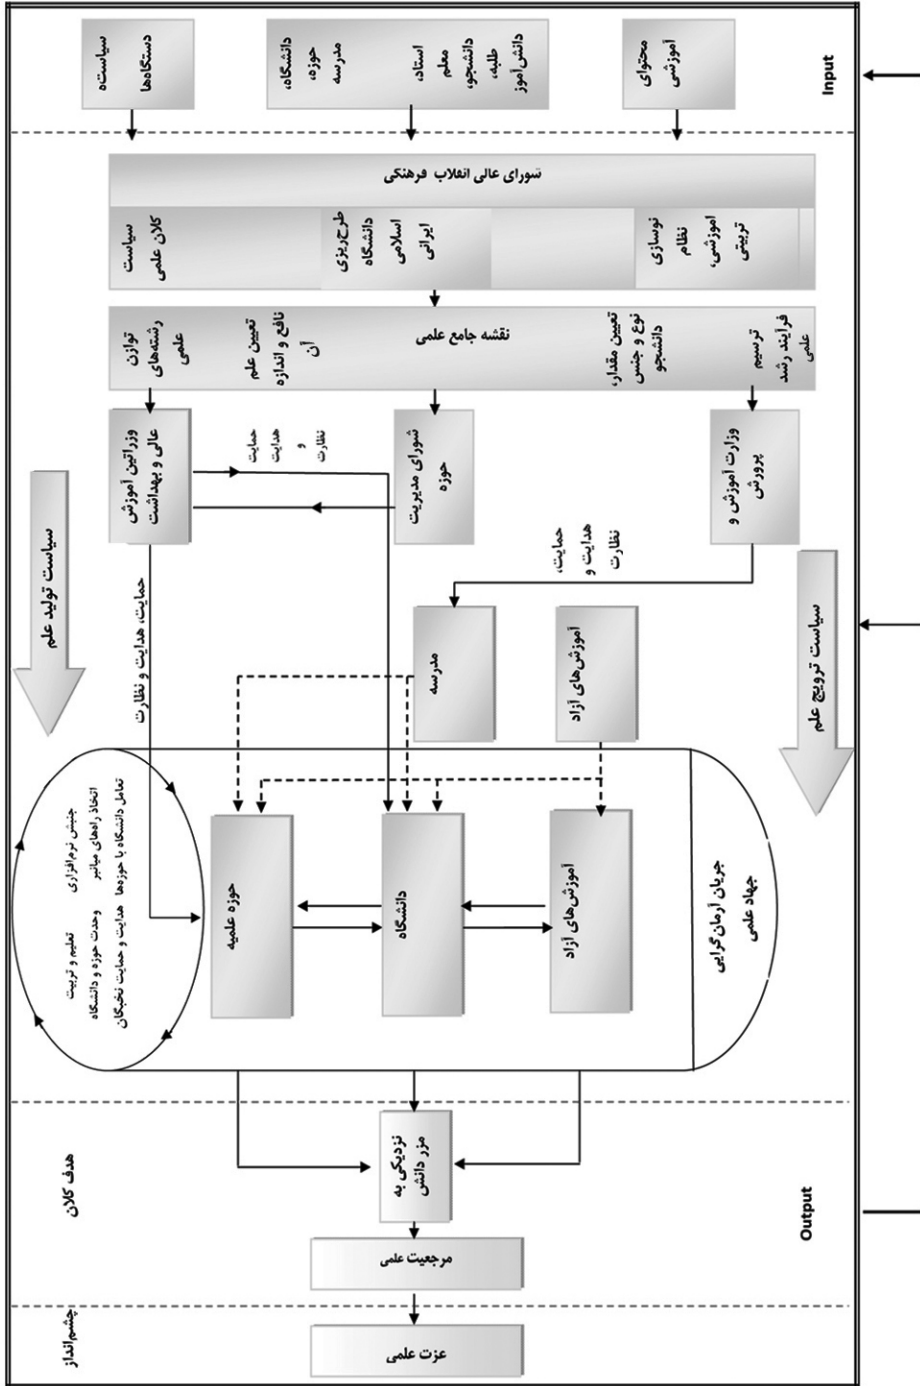 Input
محتوای
آموزشی
دانشگاه،
حوزه،
مدرسه
استاد،
معلم
دانشجو،
طلبه،
دانش‌آموز
سیاست‌ه
دستگاه‌ها
شورای عالی انقلاب فرهنگی
نوسازی
نظام
آموزشی،
تربیتی
طرح‌ریزی
دانشگاه
اسلامی
ایرانی
سیاست
کلان علمی
نقشه جامع علمی
ترسیم
فرآیند رشد
علمی
تعیین مقدار،
نوع و جنس
دانشجو
تعیین علم
نافع و اندازه
آن
توازن
رشته‌های
علمی
وزارت آموزش و
پرورش
شورای مدیریت
حوزه
وزراتین آموزش
عالی و بهداشت
حمایت
هدایت
و
نظارت
حمایت،
هدایت و
نظارت
حمایت، هدایت و نظارت
سیاست تولید علم
سیاست ترویج علم
مدرسه
آموزش‌های آزاد
حوزه علمیه
دانشگاه
آموزش‌های آزاد
جنبش نرم‌افزاری تعلیم و تربیت
اتخاذ راه‌های میانبر وحدت حوزه و دانشگاه
تعامل دانشگاه با حوزه‌ها هدایت و حمایت نخبگان
جریان آرمان‌گرایی
جهاد علمی
هدف کلان
Output
نزدیکی به
مزر دانش
مرجعیت علمی
چشم‌انداز
عزت علمی